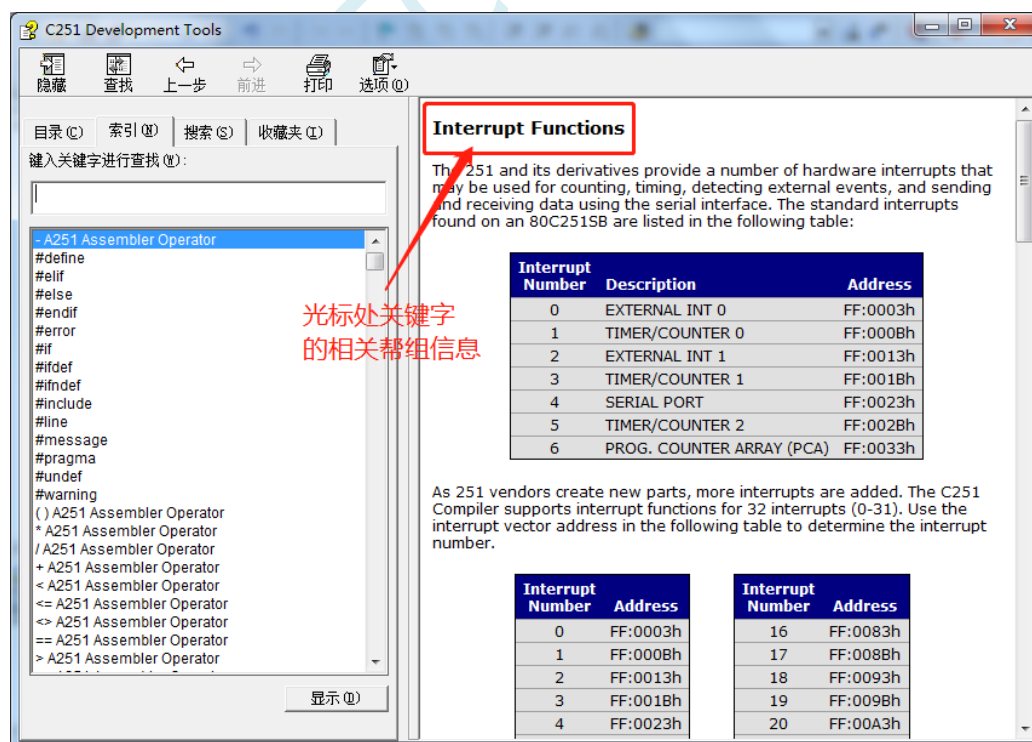 C251 Development Tools
隐藏 查找 上一步 前进 打印 选项(O)
目录(C) 索引(N) 搜索(S) 收藏夹(I)
键入关键字进行查找(W):
- A251 Assembler Operator
#define
#elif
#else
#endif
#error
#if
#ifdef
#ifndef
#include
#line
#message
#pragma
#undef
#warning
( ) A251 Assembler Operator
* A251 Assembler Operator
/ A251 Assembler Operator
+ A251 Assembler Operator
< A251 Assembler Operator
<= A251 Assembler Operator
<> A251 Assembler Operator
== A251 Assembler Operator
> A251 Assembler Operator
显示(D)
光标处关键字
的相关帮组信息
Interrupt Functions
The 251 and its derivatives provide a number of hardware interrupts that
may be used for counting, timing, detecting external events, and sending
and receiving data using the serial interface. The standard interrupts
found on an 80C251SB are listed in the following table:
Interrupt
Number Description Address
0 EXTERNAL INT 0 FF:0003h
1 TIMER/COUNTER 0 FF:000Bh
2 EXTERNAL INT 1 FF:0013h
3 TIMER/COUNTER 1 FF:001Bh
4 SERIAL PORT FF:0023h
5 TIMER/COUNTER 2 FF:002Bh
6 PROG. COUNTER ARRAY (PCA) FF:0033h
As 251 vendors create new parts, more interrupts are added. The C251
Compiler supports interrupt functions for 32 interrupts (0-31). Use the
interrupt vector address in the following table to determine the interrupt
number.
Interrupt Interrupt
Number Address Number Address
0 FF:0003h 16 FF:0083h
1 FF:000Bh 17 FF:008Bh
2 FF:0013h 18 FF:0093h
3 FF:001Bh 19 FF:009Bh
4 FF:0023h 20 FF:00A3h